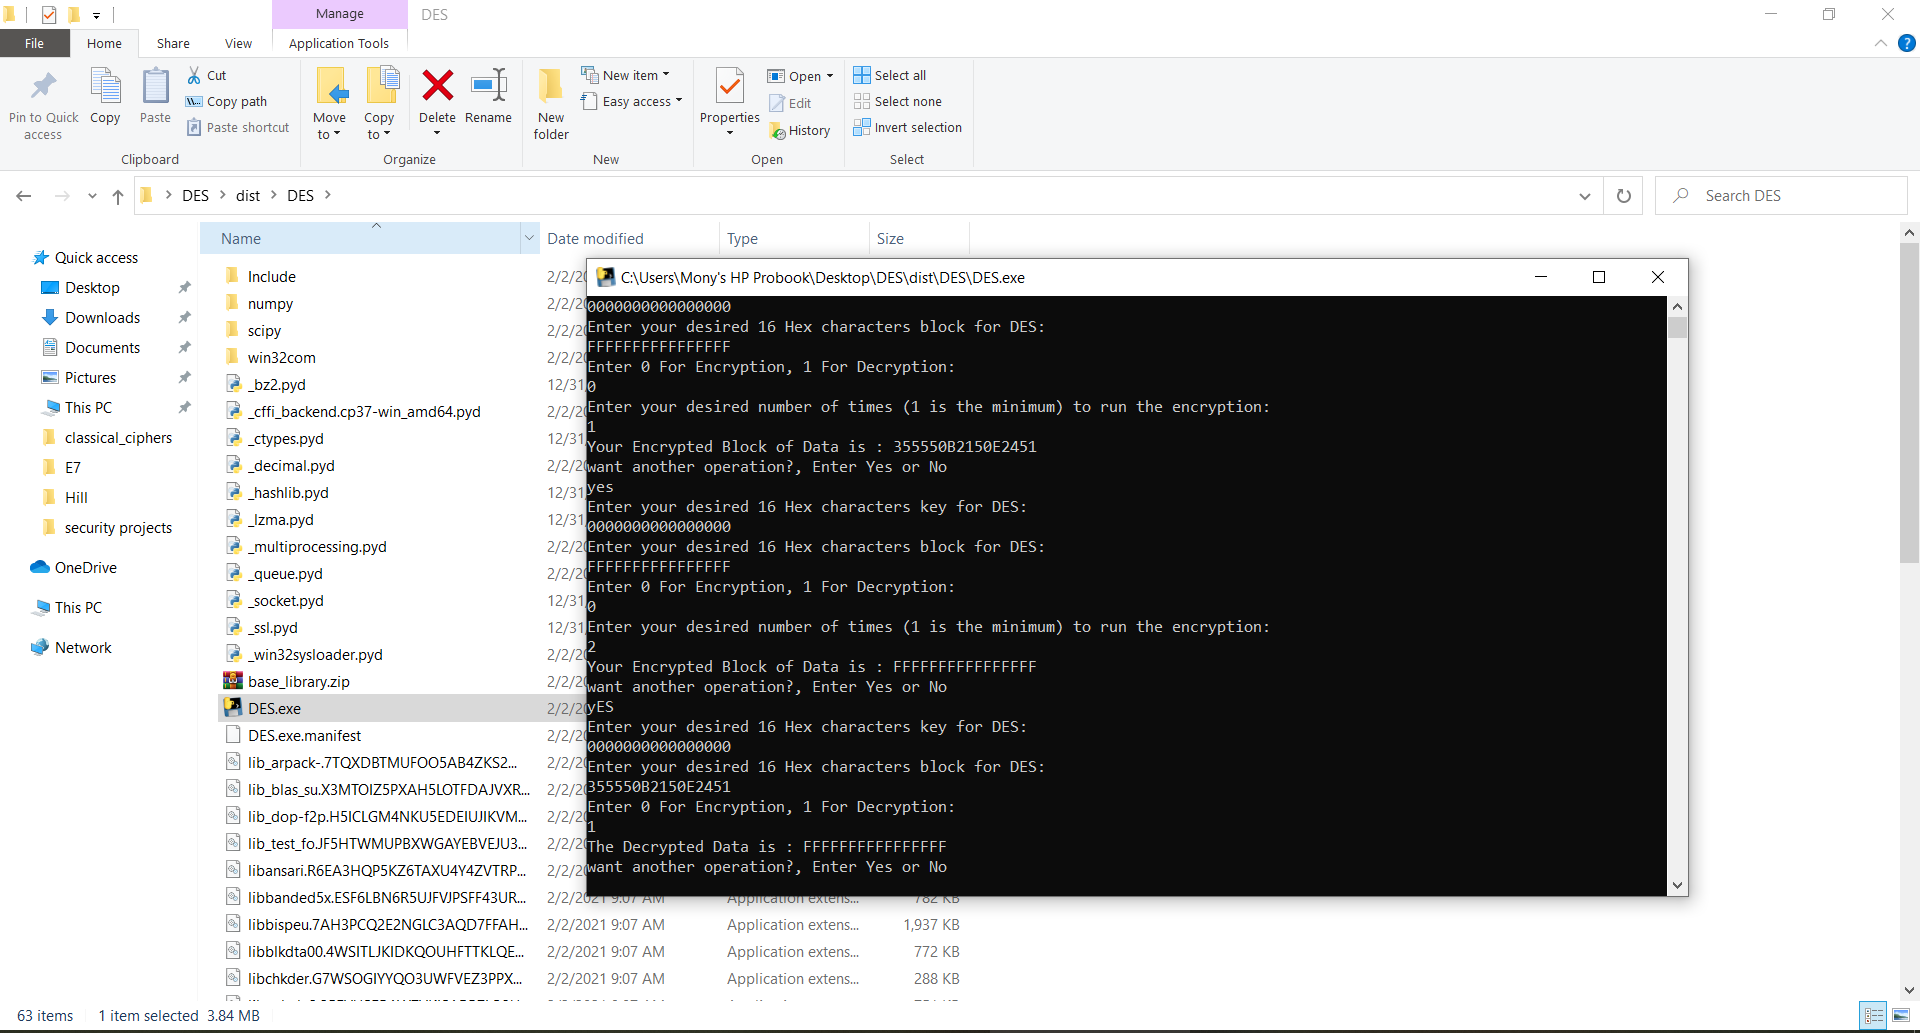 Manage
DES
File
Home
Share
View
Application Tools
Pin to Quick access
Copy
Paste
Cut
Copy path
Paste shortcut
Clipboard
Move to
Copy to
Delete
Rename
Organize
New folder
New item
Easy access
New
Properties
Open
Edit
History
Open
Select all
Select none
Invert selection
Select
DES > dist > DES >
Search DES
Name
Date modified
Type
Size
Quick access
Desktop
Downloads
Documents
Pictures
This PC
classical_ciphers
E7
Hill
security projects
OneDrive
This PC
Network
Include 2/2/20
numpy 2/2/20
scipy 2/2/20
win32com 2/2/20
_bz2.pyd 12/31,
_cffi_backend.cp37-win_amd64.pyd 2/2/20
_ctypes.pyd 12/31,
_decimal.pyd 2/2/20
_hashlib.pyd 12/31,
_lzma.pyd 12/31,
_multiprocessing.pyd 12/31,
_queue.pyd 2/2/20
_socket.pyd 12/31,
_ssl.pyd 12/31,
_win32sysloader.pyd 2/2/20
base_library.zip 2/2/20
DES.exe 2/2/20
DES.exe.manifest 2/2/20
lib_arpack-.7TQXDBTMUFOO5AB4ZKS2... 2/2/20
lib_blas_su.X3MTOIZ5PXAH5LOTFDAJVXR... 2/2/20
lib_dop-f2p.H5ICLGM4NKU5EDEIUJIKVM... 2/2/20
lib_test_fo.JF5HTWMUPBXWGAYEBVEJU3... 2/2/20
libansari.R6EA3HQP5KZ6TAXU4Y4ZVTRP... 2/2/20
libbanded5x.ESF6LBN6R5UJFVJPSFF43UR... 2/2/2021 9:07 AM Application extens... 782 KB
libbispeu.7AH3PCQ2E2NGLC3AQD7FFAH... 2/2/2021 9:07 AM Application extens... 1,937 KB
libblkdta00.4WSITLJKIDKQOUHFTTKLQE... 2/2/2021 9:07 AM Application extens... 772 KB
libchkder.G7WSOGIYYQO3UWFVEZ3PPX... 2/2/2021 9:07 AM Application extens... 288 KB
C:\Users\Mony's HP Probook\Desktop\DES\dist\DES\DES.exe
0000000000000000
Enter your desired 16 Hex characters block for DES:
FFFFFFFFFFFFFFFF
Enter 0 For Encryption, 1 For Decryption:
0
Enter your desired number of times (1 is the minimum) to run the encryption:
1
Your Encrypted Block of Data is : 355550B2150E2451
want another operation?, Enter Yes or No
yes
Enter your desired 16 Hex characters key for DES:
0000000000000000
Enter your desired 16 Hex characters block for DES:
FFFFFFFFFFFFFFFF
Enter 0 For Encryption, 1 For Decryption:
0
Enter your desired number of times (1 is the minimum) to run the encryption:
2
Your Encrypted Block of Data is : FFFFFFFFFFFFFFFF
want another operation?, Enter Yes or No
yES
Enter your desired 16 Hex characters key for DES:
0000000000000000
Enter your desired 16 Hex characters block for DES:
355550B2150E2451
Enter 0 For Encryption, 1 For Decryption:
1
The Decrypted Data is : FFFFFFFFFFFFFFFF
want another operation?, Enter Yes or No
63 items
1 item selected 3.84 MB